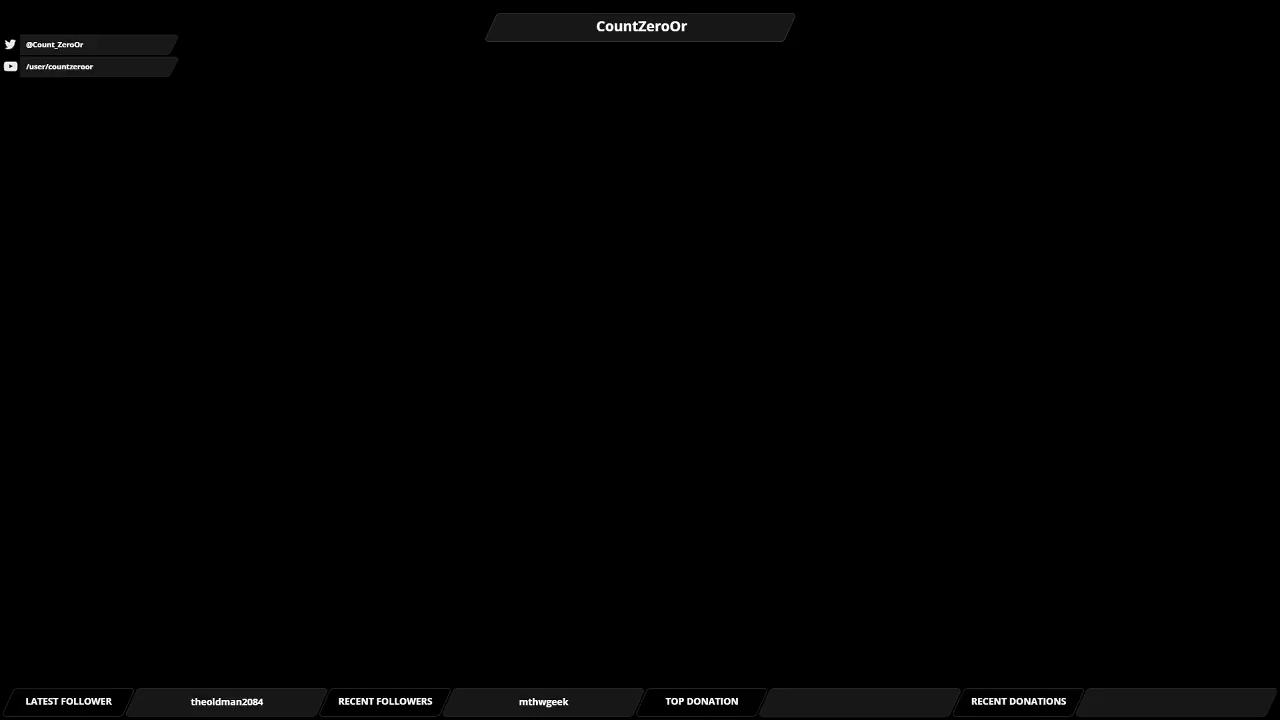 CountZeroOr
@Count_ZeroOr
/user/countzeroor
LATEST FOLLOWER
theoldman2084
RECENT FOLLOWERS
mthwgeek
TOP DONATION
RECENT DONATIONS